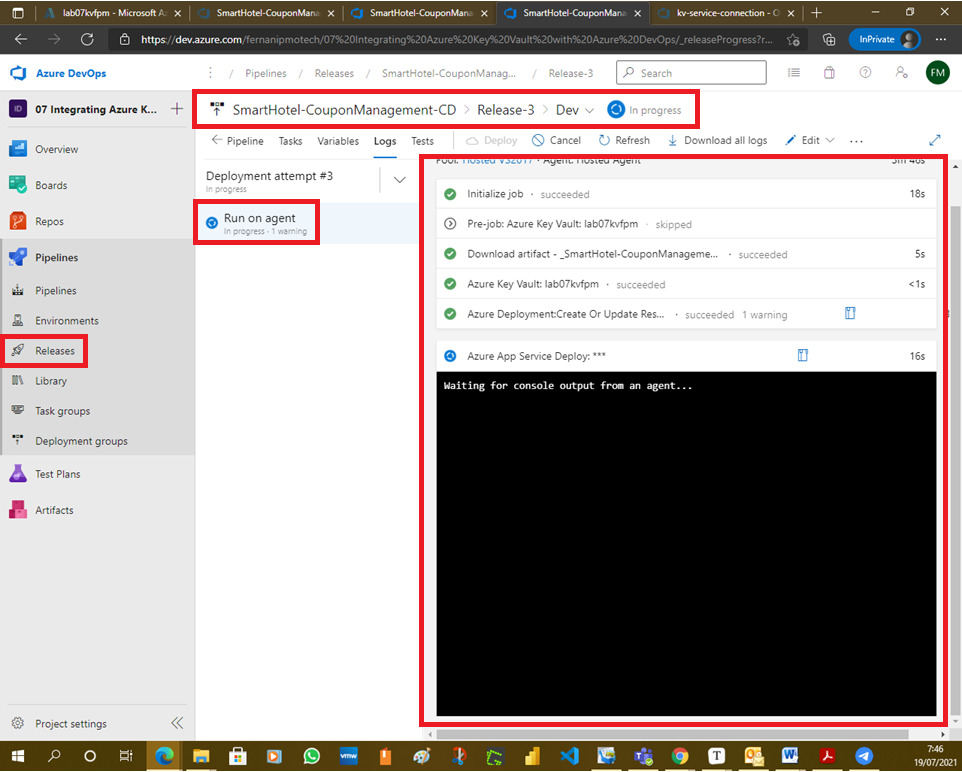 lab07kvfpm - Microsoft A
SmartHotel-CouponMana
SmartHotel-CouponMana
SmartHotel-CouponMana
kv-service-connection - O
https://dev.azure.com/fernanipmotech/07%20Integrating%20Azure%20Key%20Vault%20with%20Azure%20DevOps/_releaseProgress?r...
InPrivate
Azure DevOps
/ Pipelines / Releases / SmartHotel-CouponManag... / Release-3
Search
FM
ID
07 Integrating Azure K...
SmartHotel-CouponManagement-CD > Release-3 > Dev
In progress
Pipeline Tasks Variables Logs Tests
Deploy Cancel Refresh Download all logs Edit ...
Overview
Boards
Repos
Pipelines
Pipelines
Environments
Releases
Library
Task groups
Deployment groups
Test Plans
Artifacts
Project settings
Deployment attempt #3
In progress
Run on agent
In progress · 1 warning
Pool: Hosted VS2017 · Agent: Hosted Agent
Initialize job · succeeded 18s
Pre-job: Azure Key Vault: lab07kvfpm · skipped
Download artifact - _SmartHotel-CouponManageme... · succeeded 5s
Azure Key Vault: lab07kvfpm · succeeded <1s
Azure Deployment:Create Or Update Res... · succeeded 1 warning
Azure App Service Deploy: *** 16s
Waiting for console output from an agent...
vmw
T
7:46
19/07/2021